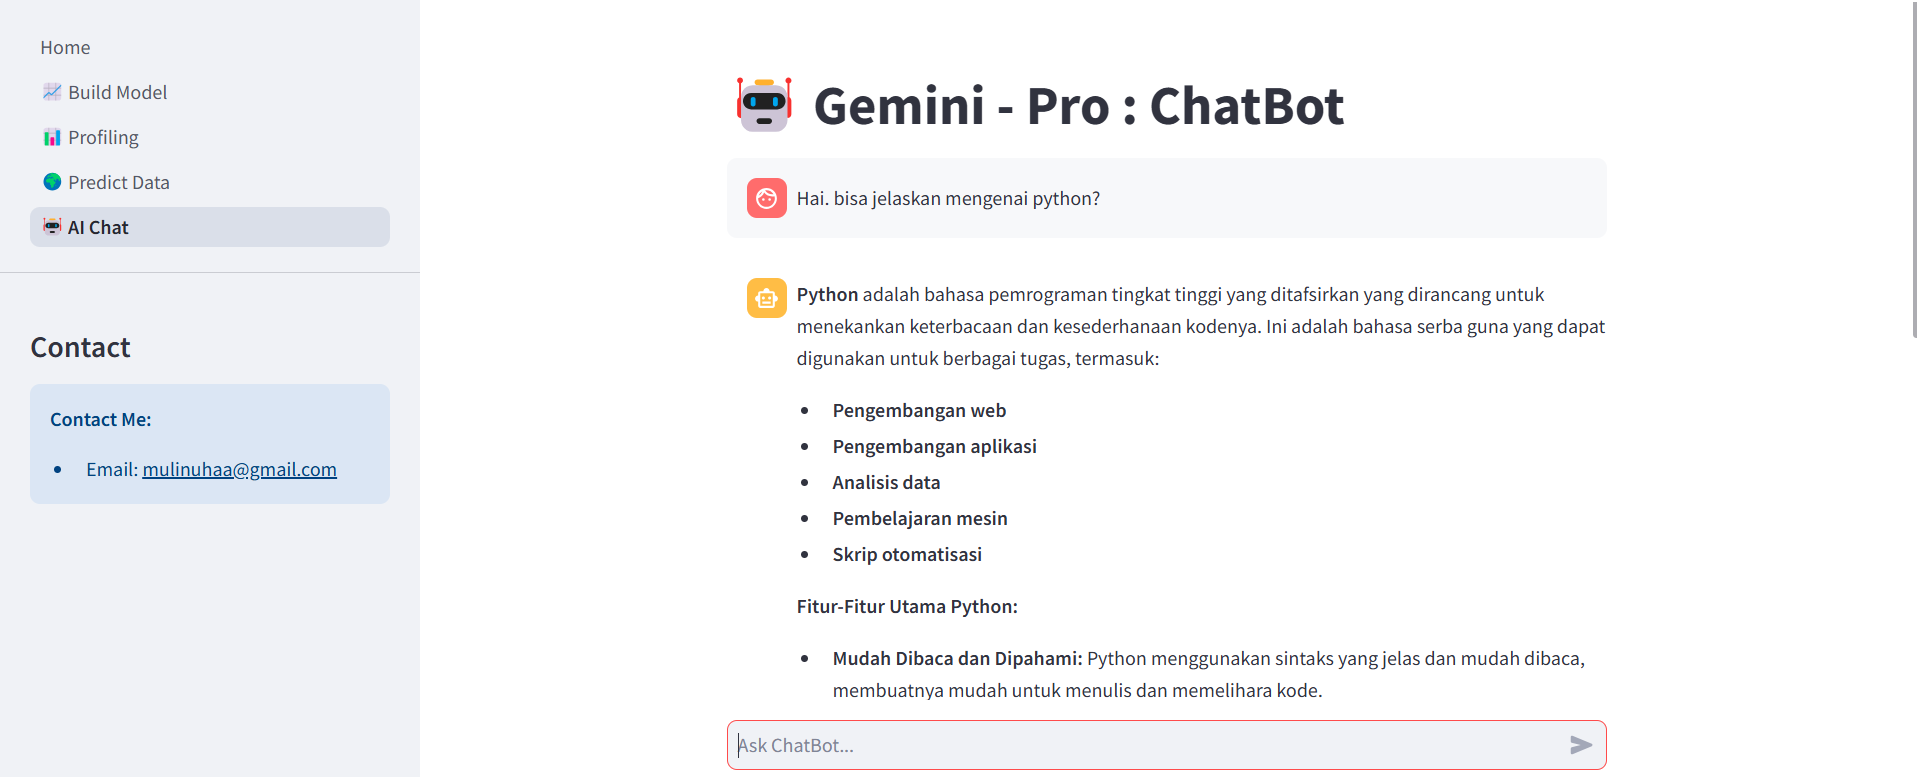 Home
Build Model
Profiling
Predict Data
AI Chat
Contact
Contact Me:
Email: mulinuhaa@gmail.com
Gemini - Pro : ChatBot
Hai. bisa jelaskan mengenai python?
Python adalah bahasa pemrograman tingkat tinggi yang ditafsirkan yang dirancang untuk
menekankan keterbacaan dan kesederhanaan kodenya. Ini adalah bahasa serba guna yang dapat
digunakan untuk berbagai tugas, termasuk:
Pengembangan web
Pengembangan aplikasi
Analisis data
Pembelajaran mesin
Skrip otomatisasi
Fitur-Fitur Utama Python:
Mudah Dibaca dan Dipahami: Python menggunakan sintaks yang jelas dan mudah dibaca,
membuatnya mudah untuk menulis dan memelihara kode.
Ask ChatBot...